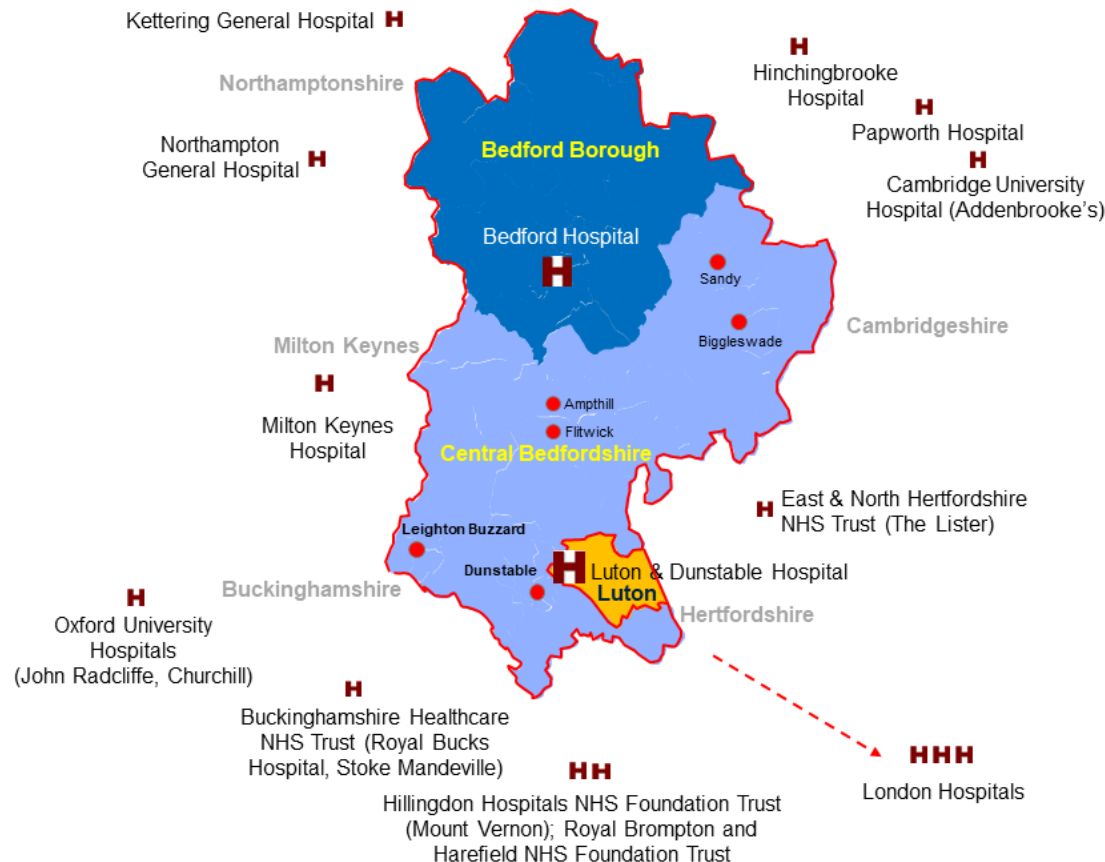 Kettering General Hospital H
H
Hinchingbrooke
Hospital
Northamptonshire
H
Papworth Hospital
Northampton
General Hospital H
Bedford Borough
H
Cambridge University
Hospital (Addenbrooke's)
Bedford Hospital
H
Sandy
Cambridgeshire
Biggleswade
Milton Keynes
H
Milton Keynes
Hospital
Ampthill
Flitwick
Central Bedfordshire
H East & North Hertfordshire
NHS Trust (The Lister)
Leighton Buzzard
Dunstable
H Luton & Dunstable Hospital
Luton
Buckinghamshire
Hertfordshire
H
Oxford University
Hospitals
(John Radcliffe, Churchill)
H
Buckinghamshire Healthcare
NHS Trust (Royal Bucks
Hospital, Stoke Mandeville)
H H
Hillingdon Hospitals NHS Foundation Trust
(Mount Vernon); Royal Brompton and
Harefield NHS Foundation Trust
H H H
London Hospitals